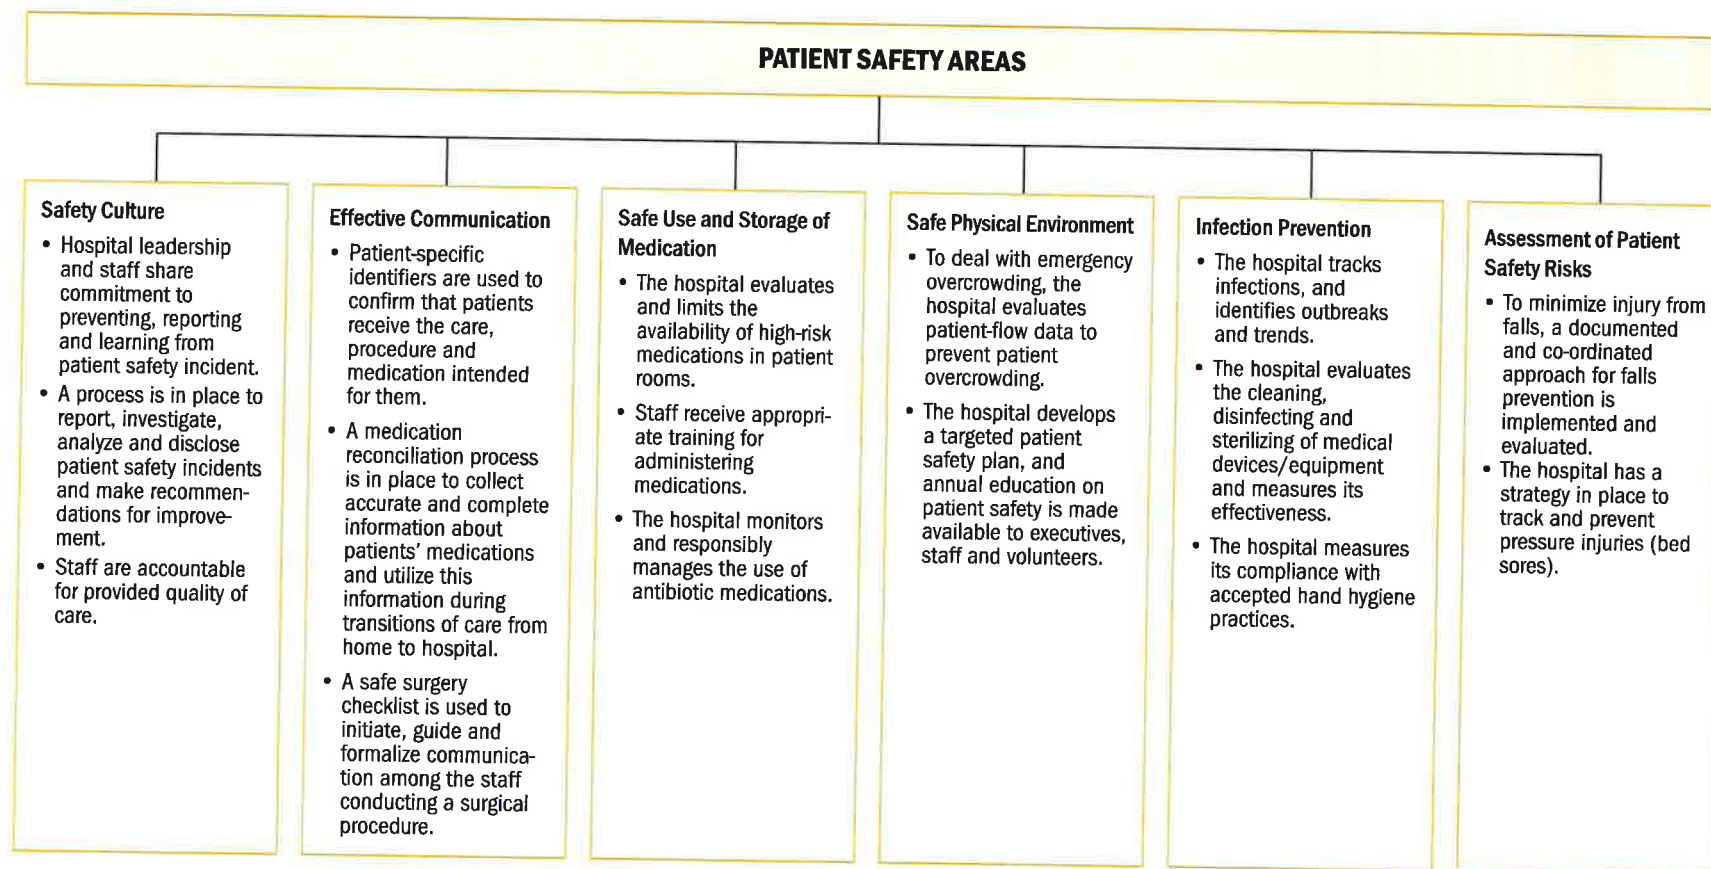 PATIENT SAFETY AREAS
Safety Culture
• Hospital leadership
and staff share
commitment to
preventing, reporting
and learning from
patient safety incident.
• A process is in place to
report, investigate,
analyze and disclose
patient safety incidents
and make recommen-
dations for improve-
ment.
• Staff are accountable
for provided quality of
care.
Effective Communication
• Patient-specific
identifiers are used to
confirm that patients
receive the care,
procedure and
medication intended
for them.
• A medication
reconciliation process
is in place to collect
accurate and complete
information about
patients' medications
and utilize this
information during
transitions of care from
home to hospital.
• A safe surgery
checklist is used to
initiate, guide and
formalize communica-
tion among the staff
conducting a surgical
procedure.
Safe Use and Storage of
Medication
• The hospital evaluates
and limits the
availability of high-risk
medications in patient
rooms.
• Staff receive appropri-
ate training for
administering
medications.
• The hospital monitors
and responsibly
manages the use of
antibiotic medications.
Safe Physical Environment
• To deal with emergency
overcrowding, the
hospital evaluates
patient-flow data to
prevent patient
overcrowding.
• The hospital develops
a targeted patient
safety plan, and
annual education on
patient safety is made
available to executives,
staff and volunteers.
Infection Prevention
• The hospital tracks
infections, and
identifies outbreaks
and trends.
• The hospital evaluates
the cleaning,
disinfecting and
sterilizing of medical
devices/equipment
and measures its
effectiveness.
• The hospital measures
its compliance with
accepted hand hygiene
practices.
Assessment of Patient
Safety Risks
• To minimize injury from
falls, a documented
and co-ordinated
approach for falls
prevention is
implemented and
evaluated.
• The hospital has a
strategy in place to
track and prevent
pressure injuries (bed
sores).